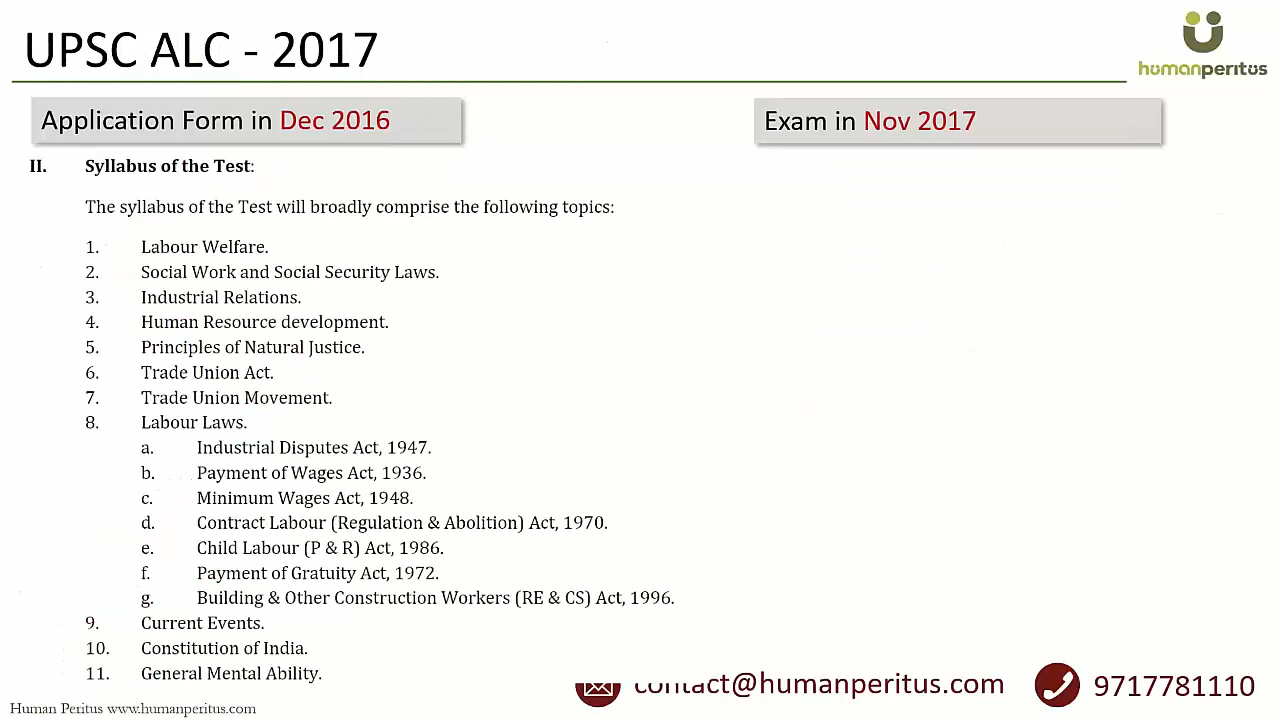 UPSC ALC - 2017
humanperitus
Application Form in Dec 2016
Exam in Nov 2017
II. Syllabus of the Test:
The syllabus of the Test will broadly comprise the following topics:
1. Labour Welfare.
2. Social Work and Social Security Laws.
3. Industrial Relations.
4. Human Resource development.
5. Principles of Natural Justice.
6. Trade Union Act.
7. Trade Union Movement.
8. Labour Laws.
a. Industrial Disputes Act, 1947.
b. Payment of Wages Act, 1936.
c. Minimum Wages Act, 1948.
d. Contract Labour (Regulation & Abolition) Act, 1970.
e. Child Labour (P & R) Act, 1986.
f. Payment of Gratuity Act, 1972.
g. Building & Other Construction Workers (RE & CS) Act, 1996.
9. Current Events.
10. Constitution of India.
11. General Mental Ability.
contact@humanperitus.com
9717781110
Human Peritus www.humanperitus.com